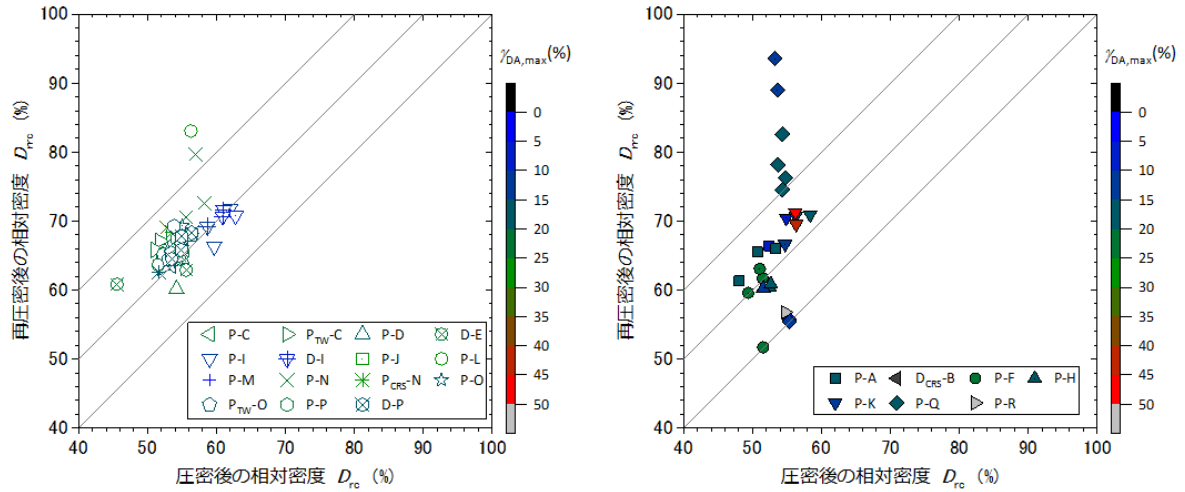 100
90
80
70
60
50
40
再圧密後の相対密度 Drrc (%)
40 50 60 70 80 90 100
圧密後の相対密度 Drc (%)
P-C PTW-C P-D D-E
P-I D-I P-J P-L
P-M P-N PCRS-N P-O
PTW-O P-P D-P
γDA,max(%)
0
5
10
15
20
25
30
35
40
45
50
100
90
80
70
60
50
40
再圧密後の相対密度 Drrc (%)
40 50 60 70 80 90 100
圧密後の相対密度 Drc (%)
P-A DCRS-B P-F P-H
P-K P-Q P-R
γDA,max(%)
0
5
10
15
20
25
30
35
40
45
50